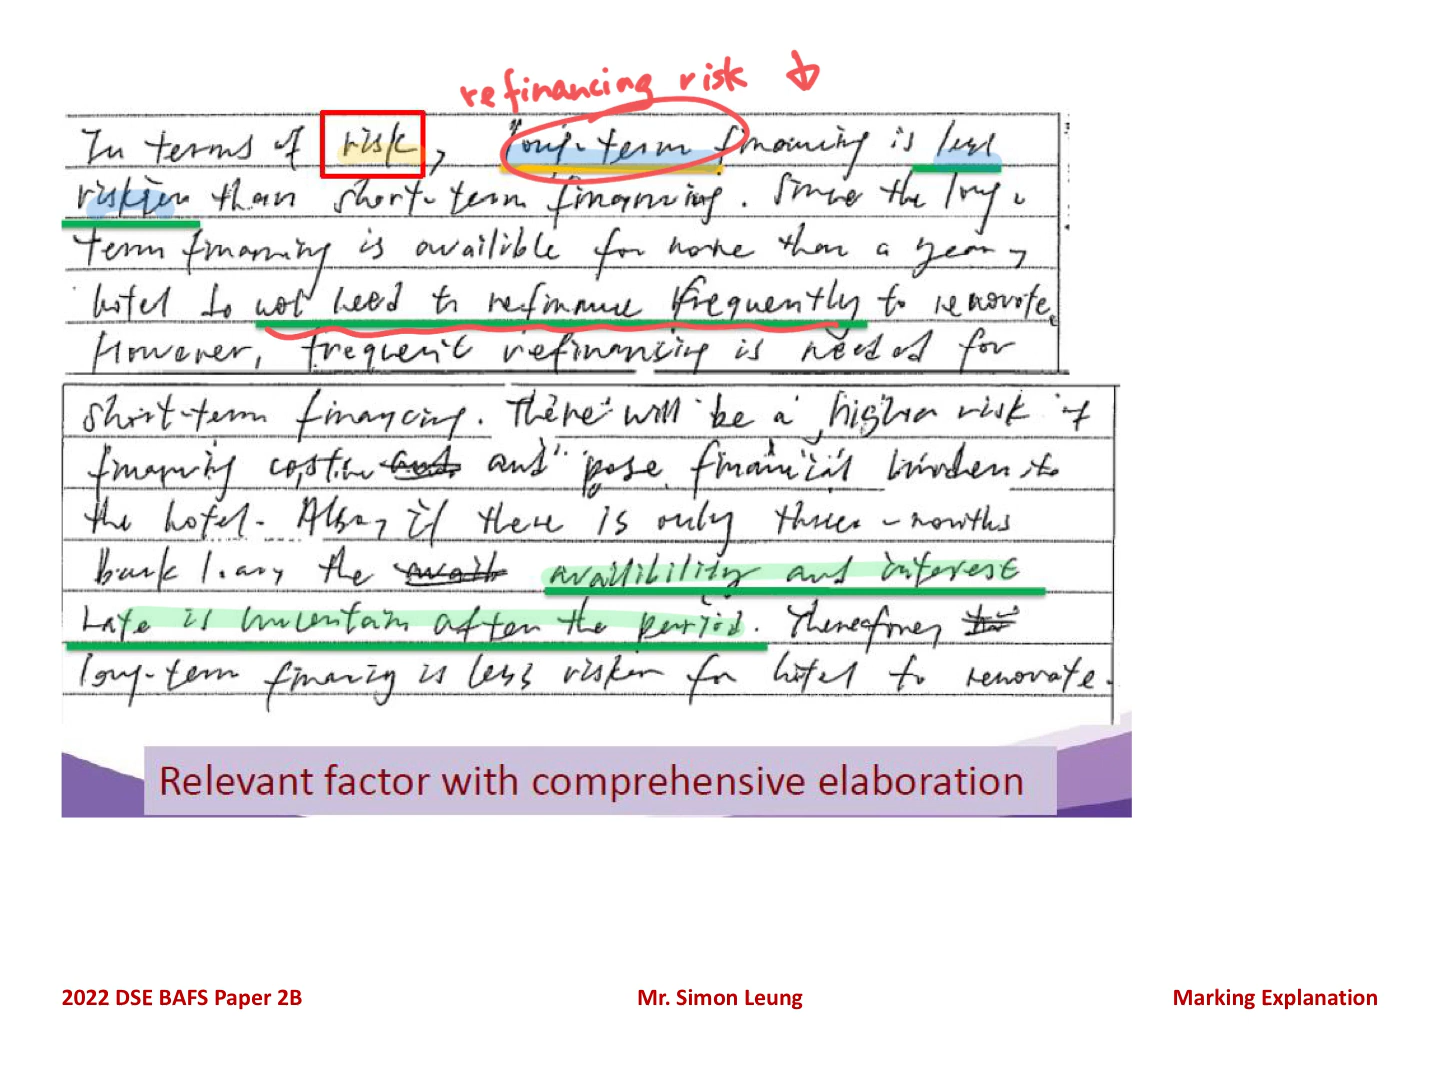 refinancing risk ↓
In terms of risk, long-term financing is less
riskier than short-term financing. Since the long-
term financing is availible for more than a year,
hotel do not need to refinance frequently to renovate.
However, frequent refinancing is needed for
short-term financing. There will be a higher risk of
financing cost and pose financial burden to
the hotel. Also, if there is only three-months
bank loan, the availibility and interest
rate is uncertain after the period. Therefore,
long-term financing is less riskier for hotel to renovate.
Relevant factor with comprehensive elaboration
2022 DSE BAFS Paper 2B
Mr. Simon Leung
Marking Explanation